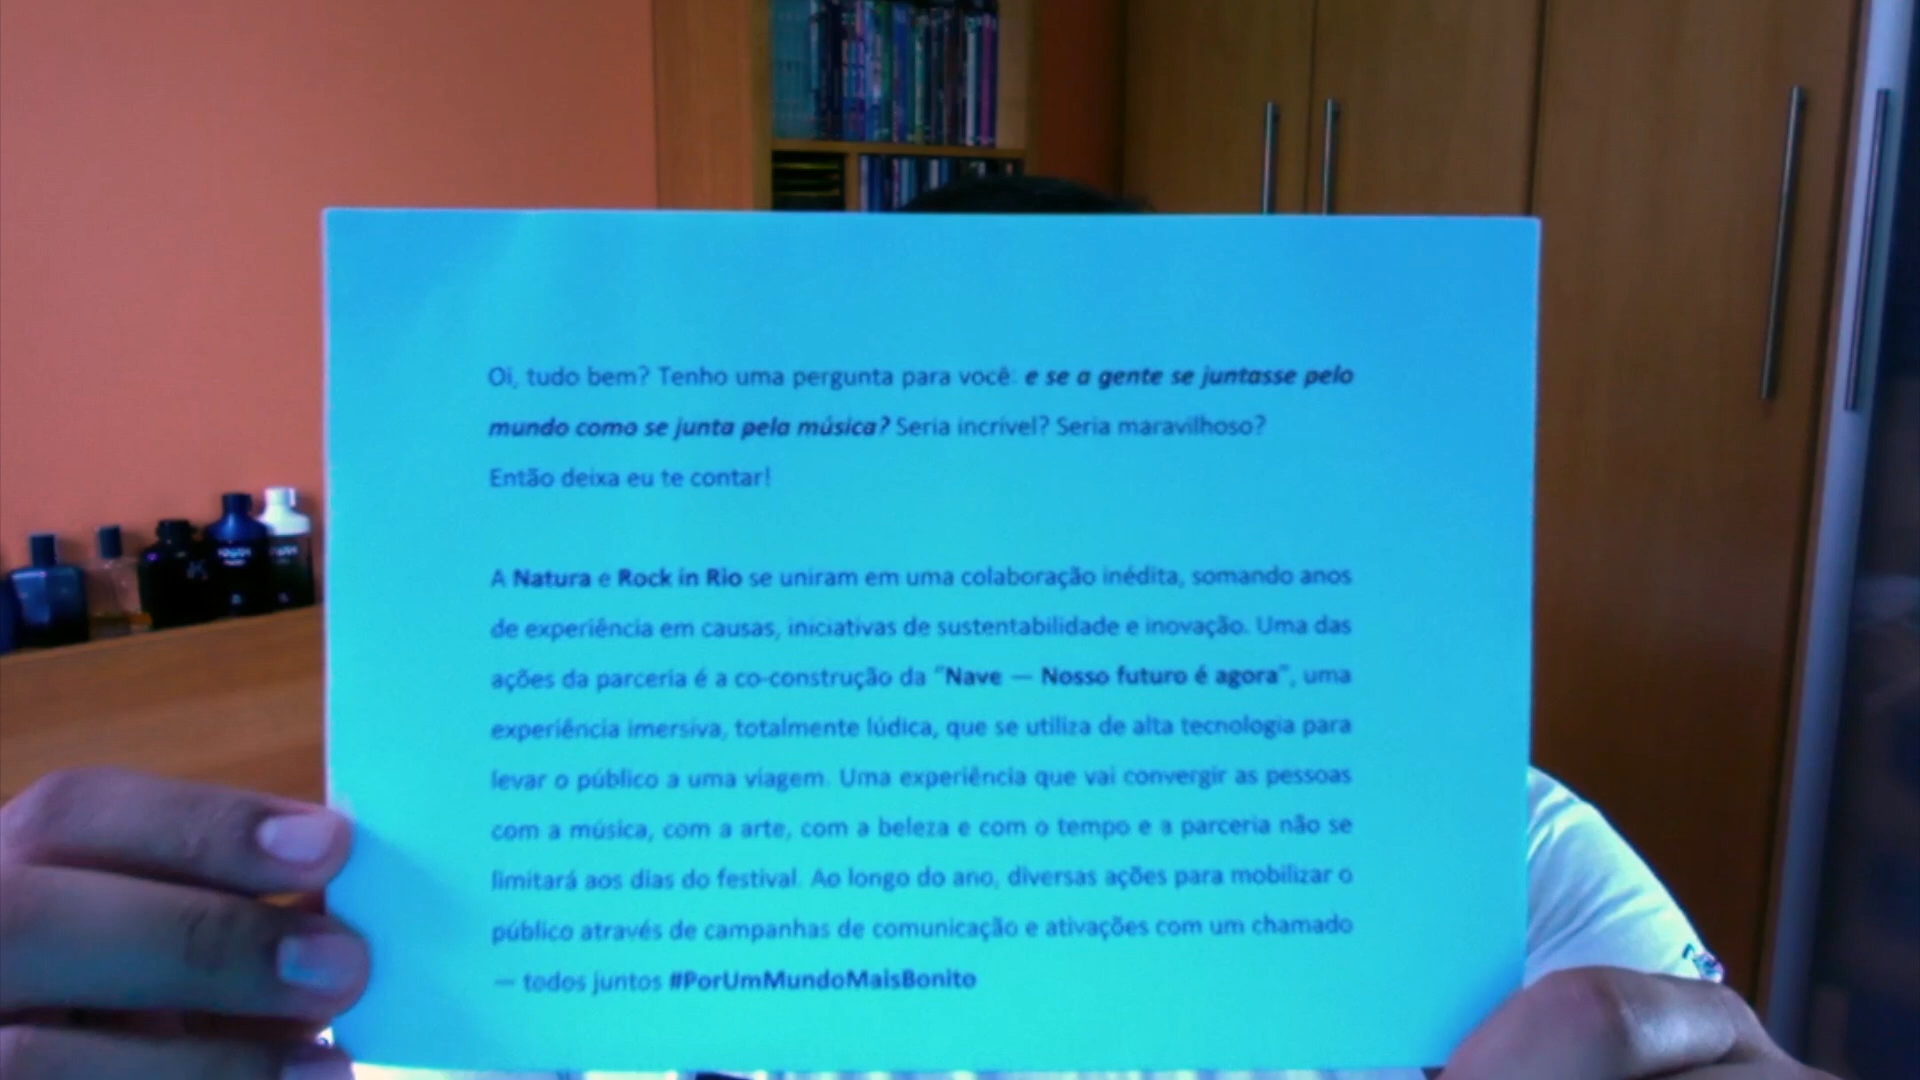 Oi, tudo bem? Tenho uma pergunta para você: e se a gente se juntasse pelo
mundo como se junta pela música? Seria incrível? Seria maravilhoso?
Então deixa eu te contar!
A Natura e Rock in Rio se uniram em uma colaboração inédita, somando anos
de experiência em causas, iniciativas de sustentabilidade e inovação. Uma das
ações da parceria é a co-construção da "Nave — Nosso futuro é agora", uma
experiência imersiva, totalmente lúdica, que se utiliza de alta tecnologia para
levar o público a uma viagem. Uma experiência que vai convergir as pessoas
com a música, com a arte, com a beleza e com o tempo e a parceria não se
limitará aos dias do festival. Ao longo do ano, diversas ações para mobilizar o
público através de campanhas de comunicação e ativações com um chamado
— todos juntos #PorUmMundoMaisBonito